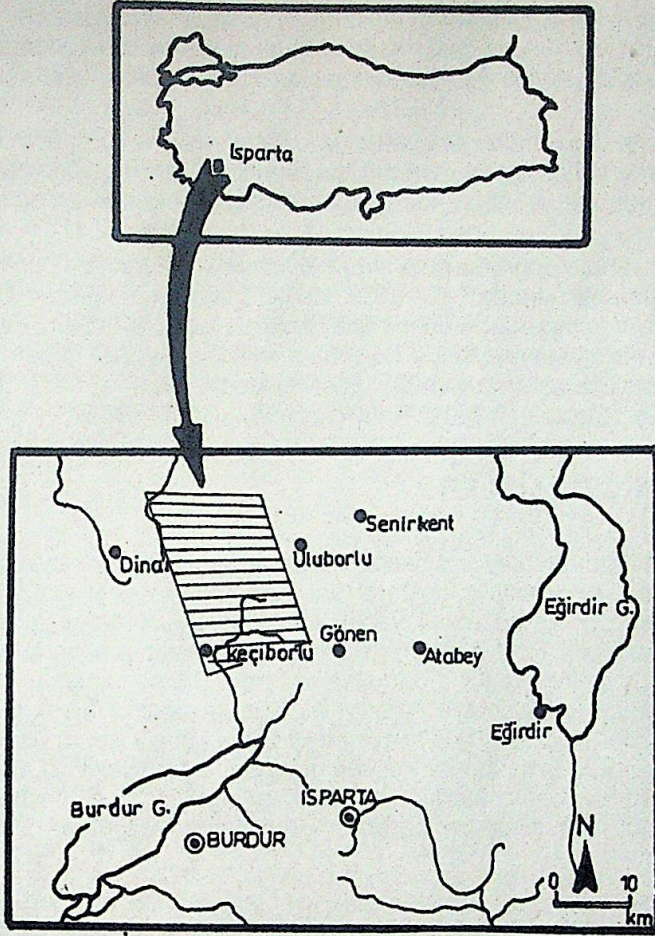 Isparta
Senirkent
Uluborlu
Dinar
Eğirdir G.
Gönen
keçiborlu
Atabey
Eğirdir
ISPARTA
Burdur G.
BURDUR
N
0 10
km